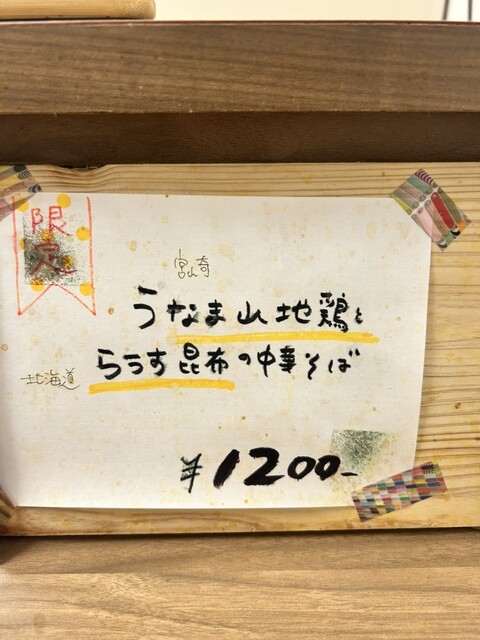 限定
宮崎
うなま山地鶏と
北海道
らうす昆布の中華そば
¥1200-